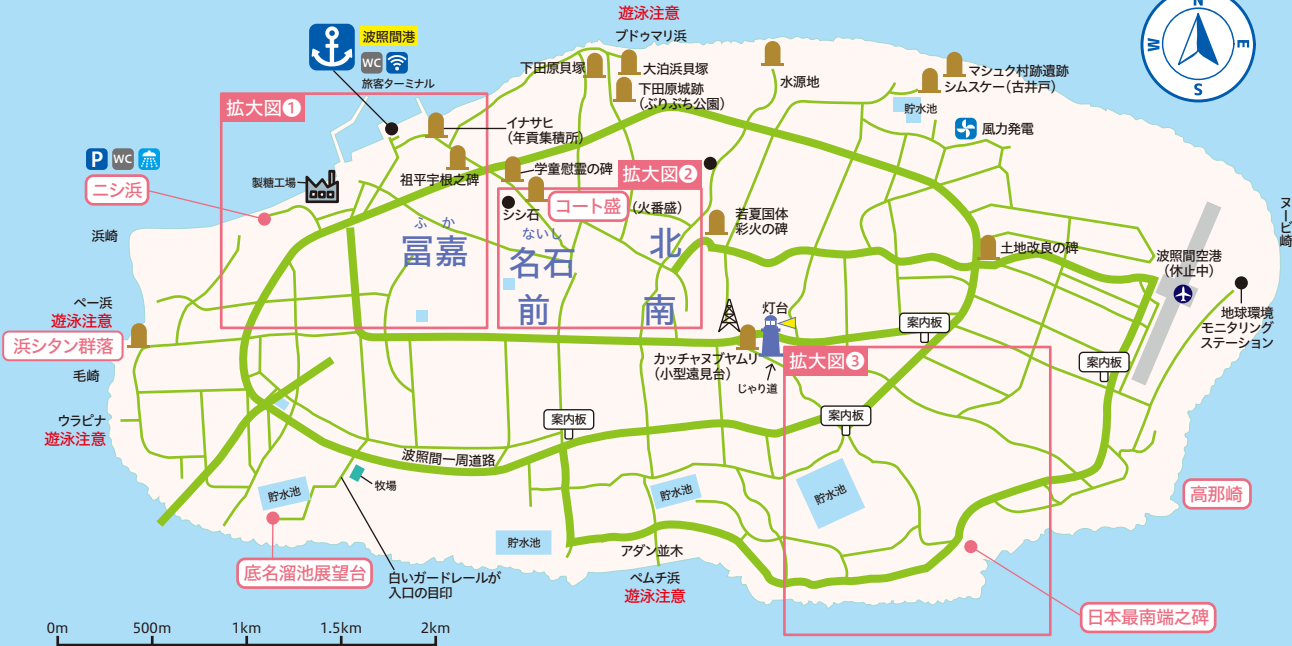 遊泳注意
ブドゥマリ浜
N
E
S
W
波照間港
WC
旅客ターミナル
下田原貝塚
大泊浜貝塚
下田原城跡
(ぶりぶち公園)
水源地
マシュク村跡遺跡
シムスケー(古井戸)
貯水池
風力発電
拡大図❶
イナサヒ
(年貢集積所)
祖平宇根之碑
学童慰霊の碑
拡大図❷
P
WC
ニシ浜
製糖工場
シシ石
コート盛
(火番盛)
若夏国体
彩火の碑
ふか
冨嘉
ないし
名石
前
北
南
浜崎
ヌービ崎
土地改良の碑
波照間空港
(休止中)
地球環境
モニタリング
ステーション
ペー浜
遊泳注意
浜シタン群落
毛崎
灯台
案内板
カッチャヌブヤムリ
(小型遠見台)
じゃり道
拡大図❸
案内板
ウラピナ
遊泳注意
案内板
案内板
波照間一周道路
牧場
貯水池
貯水池
貯水池
貯水池
高那崎
底名溜池展望台
白いガードレールが
入口の目印
アダン並木
ペムチ浜
遊泳注意
日本最南端之碑
0m
500m
1km
1.5km
2km